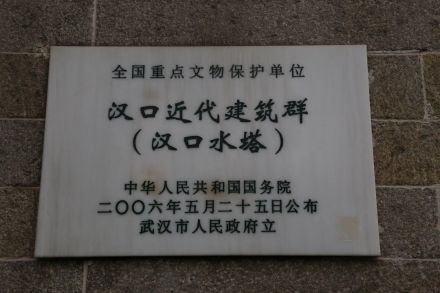 全国重点文物保护单位
汉口近代建筑群
（汉口水塔）
中华人民共和国国务院
二〇〇六年五月二十五日公布
武汉市人民政府立